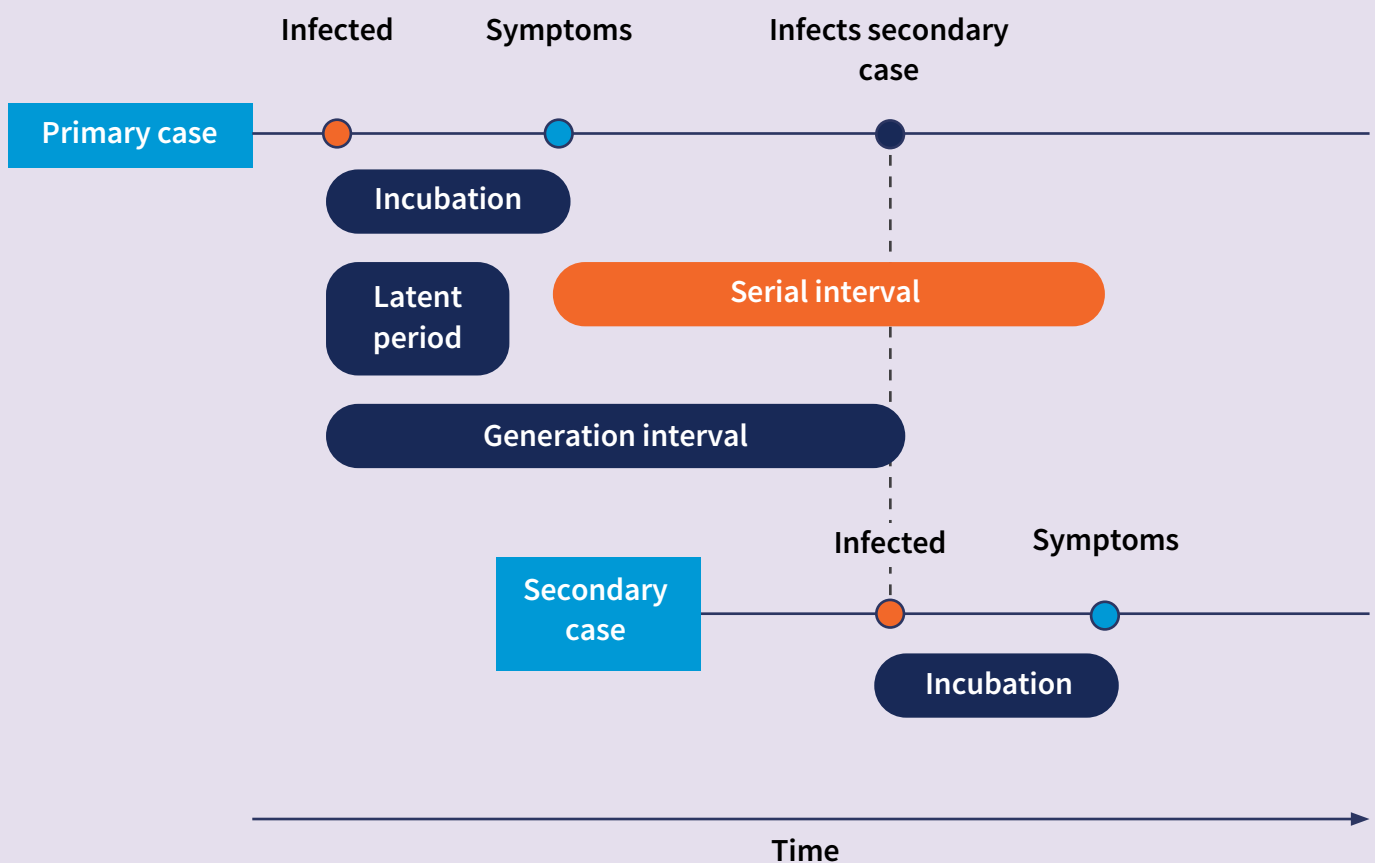 Infected
Symptoms
Infects secondary
case
Primary case
Incubation
Latent
period
Serial interval
Generation interval
Infected
Symptoms
Secondary
case
Incubation
Time